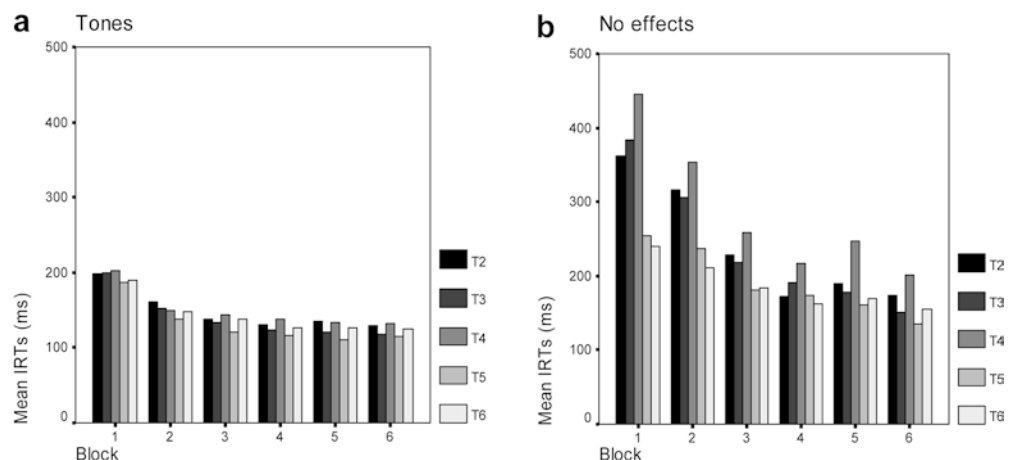 a Tones
500
400
300
200
100
0
Mean IRTs (ms)
1 2 3 4 5 6
Block
T2
T3
T4
T5
T6
b No effects
500
400
300
200
100
0
Mean IRTs (ms)
1 2 3 4 5 6
Block
T2
T3
T4
T5
T6